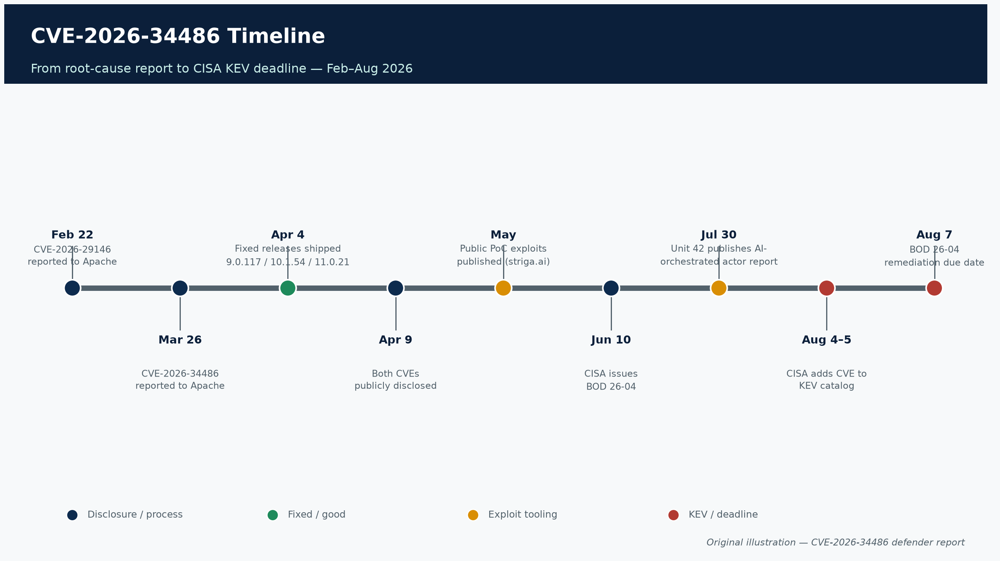 CVE-2026-34486 Timeline
From root-cause report to CISA KEV deadline — Feb–Aug 2026
Feb 22
CVE-2026-29146
reported to Apache
Mar 26
CVE-2026-34486
reported to Apache
Apr 4
Fixed releases shipped
9.0.117 / 10.1.54 / 11.0.21
Apr 9
Both CVEs
publicly disclosed
May
Public PoC exploits
published (striga.ai)
Jun 10
CISA issues
BOD 26-04
Jul 30
Unit 42 publishes AI-
orchestrated actor report
Aug 4–5
CISA adds CVE to
KEV catalog
Aug 7
BOD 26-04
remediation due date
Disclosure / process
Fixed / good
Exploit tooling
KEV / deadline
Original illustration — CVE-2026-34486 defender report